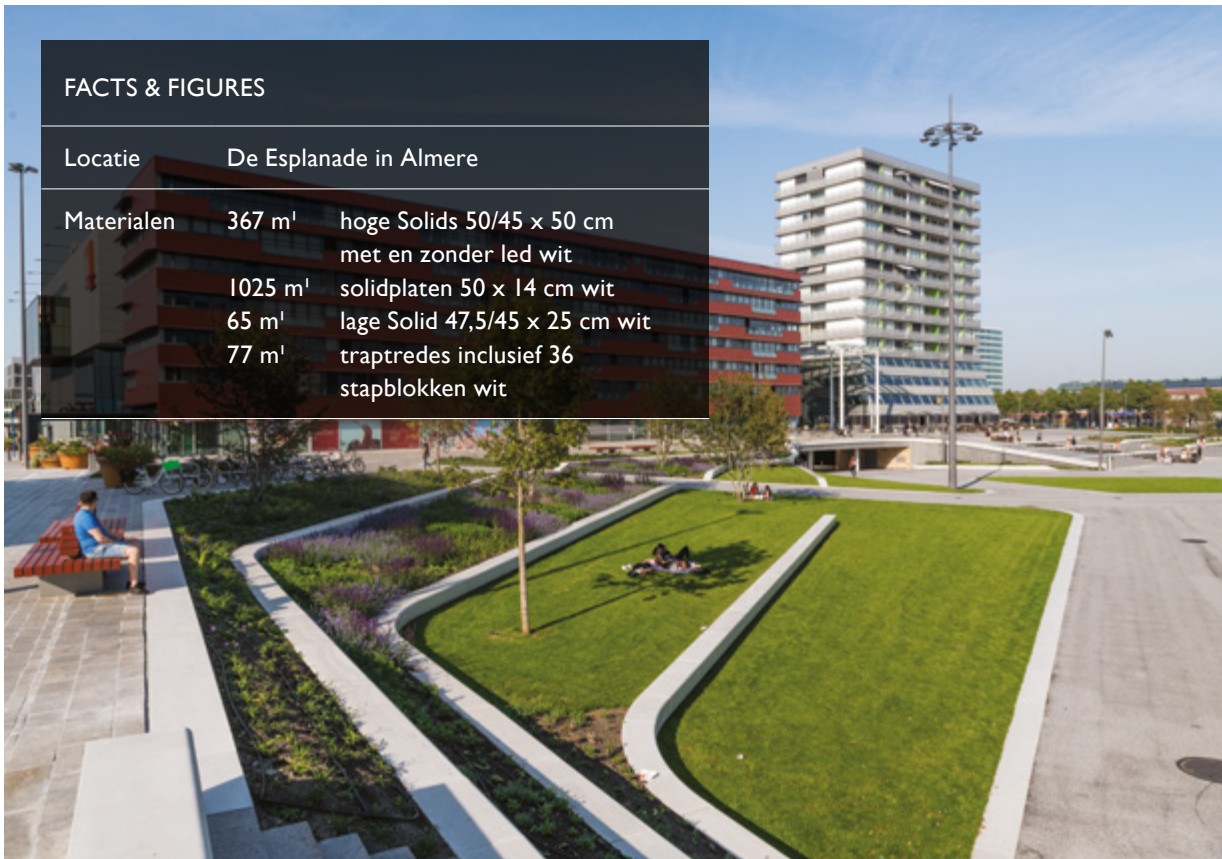 FACTS & FIGURES
Locatie De Esplanade in Almere
Materialen 367 m¹ hoge Solids 50/45 x 50 cm
met en zonder led wit
1025 m¹ solidplaten 50 x 14 cm wit
65 m¹ lage Solid 47,5/45 x 25 cm wit
77 m¹ traptredes inclusief 36
stapblokken wit